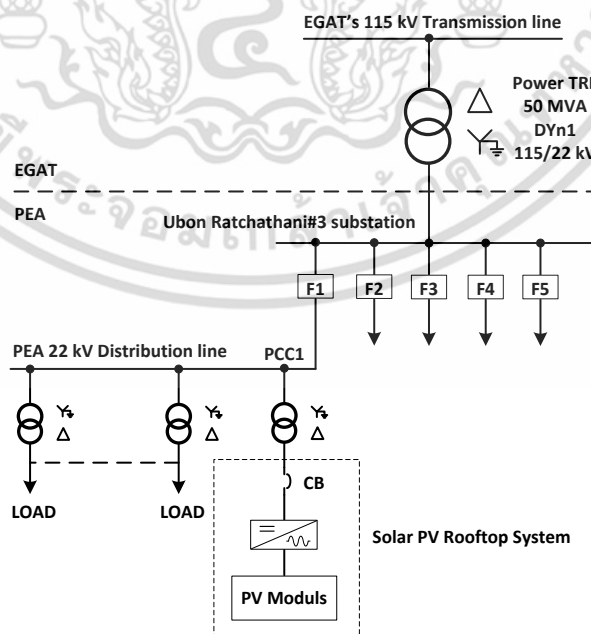 EGAT's 115 kV Transmission line
Power TR
50 MVA
DYn1
115/22 kV
EGAT
PEA
Ubon Ratchathani#3 substation
F1 F2 F3 F4 F5
PEA 22 kV Distribution line
PCC1
LOAD
LOAD
CB
Solar PV Rooftop System
PV Moduls